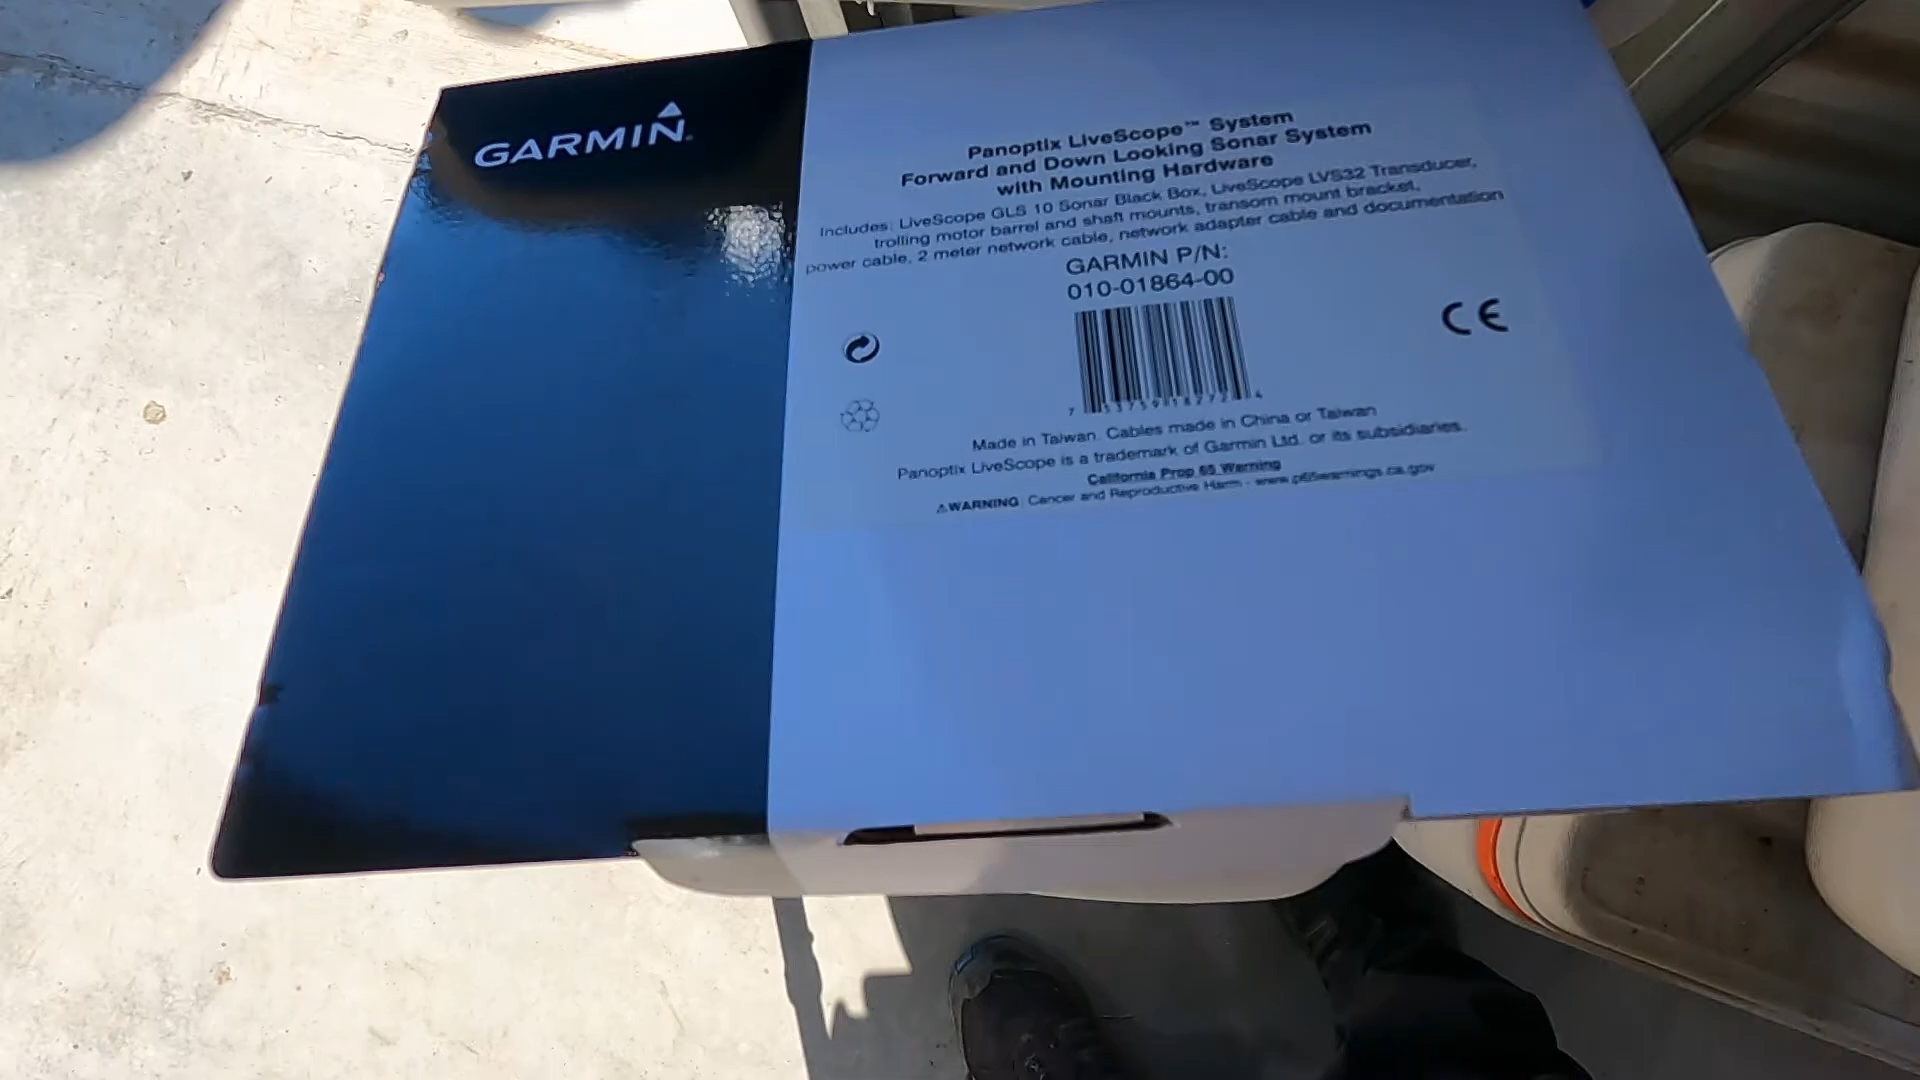 GARMIN
Panoptix LiveScope™ System
Forward and Down Looking Sonar System
with Mounting Hardware
Includes: LiveScope GLS 10 Sonar Black Box, LiveScope LVS32 Transducer,
trolling motor barrel and shaft mounts, transom mount bracket,
power cable, 2 meter network cable, network adapter cable and documentation
GARMIN P/N:
010-01864-00
CE
Made in Taiwan. Cables made in China or Taiwan
Panoptix LiveScope is a trademark of Garmin Ltd. or its subsidiaries.
California Prop 65 Warning
⚠WARNING: Cancer and Reproductive Harm - www.p65warnings.ca.gov